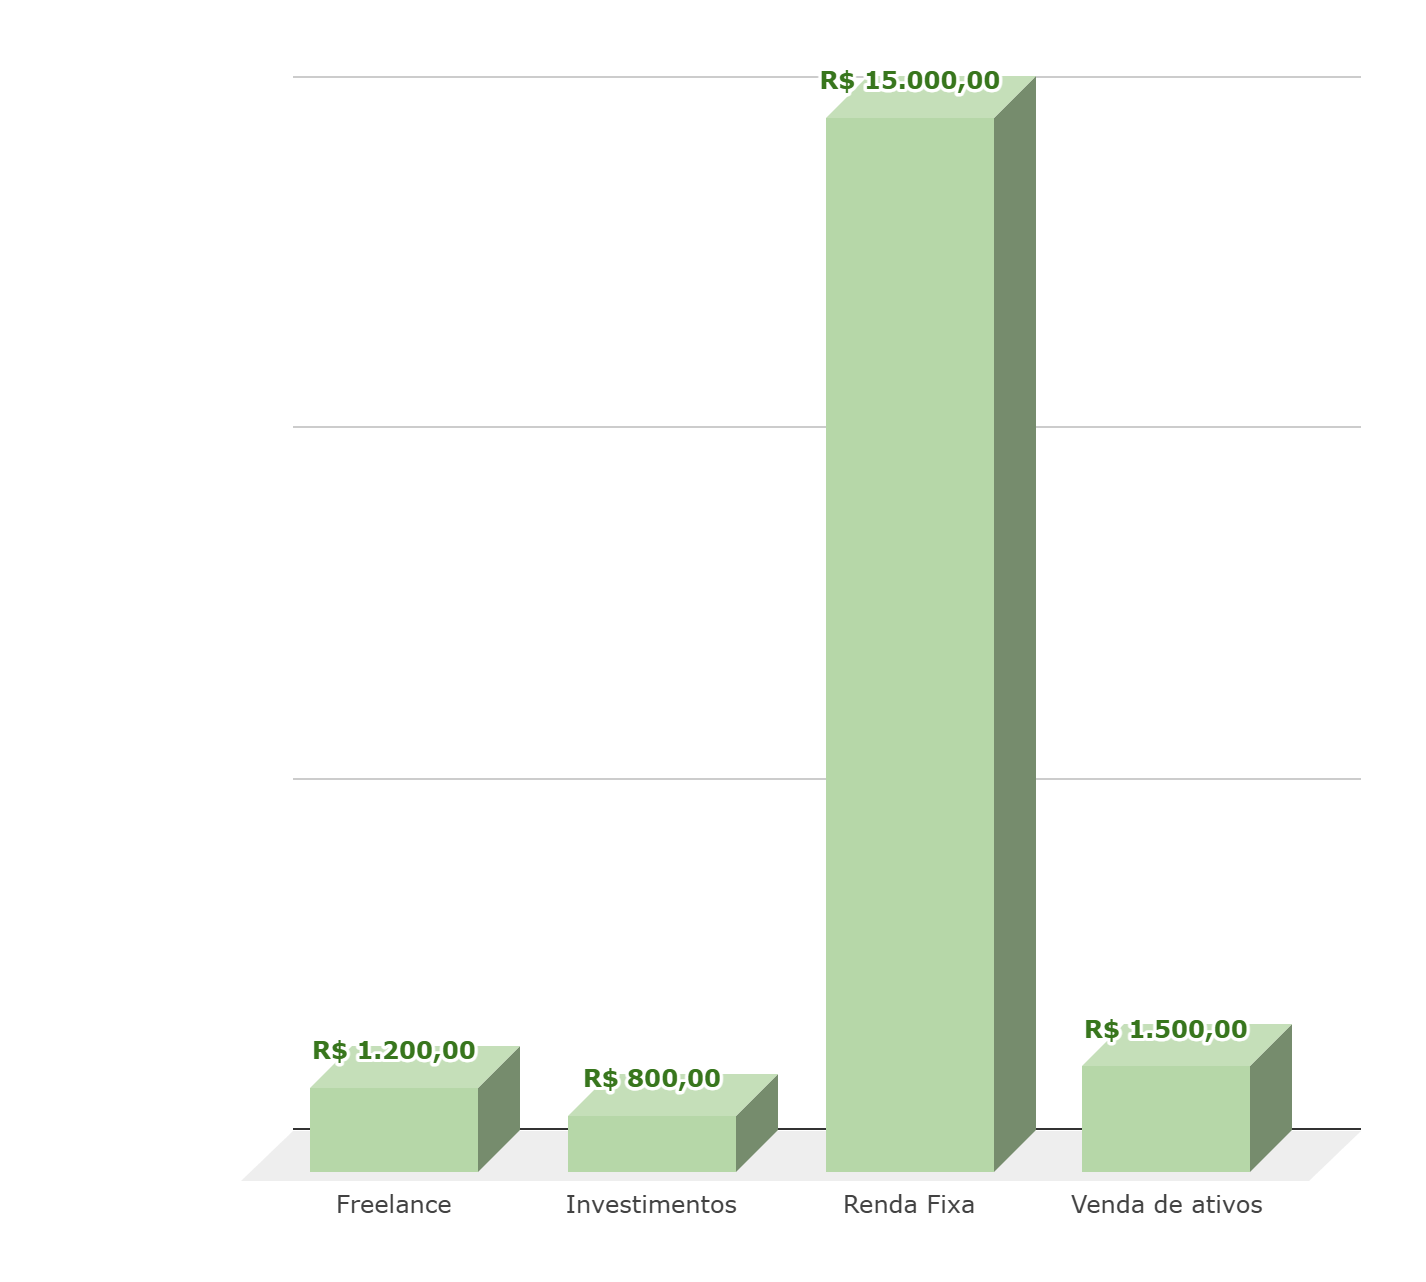 R$ 15.000,00
R$ 1.200,00
R$ 800,00
R$ 1.500,00
Freelance
Investimentos
Renda Fixa
Venda de ativos